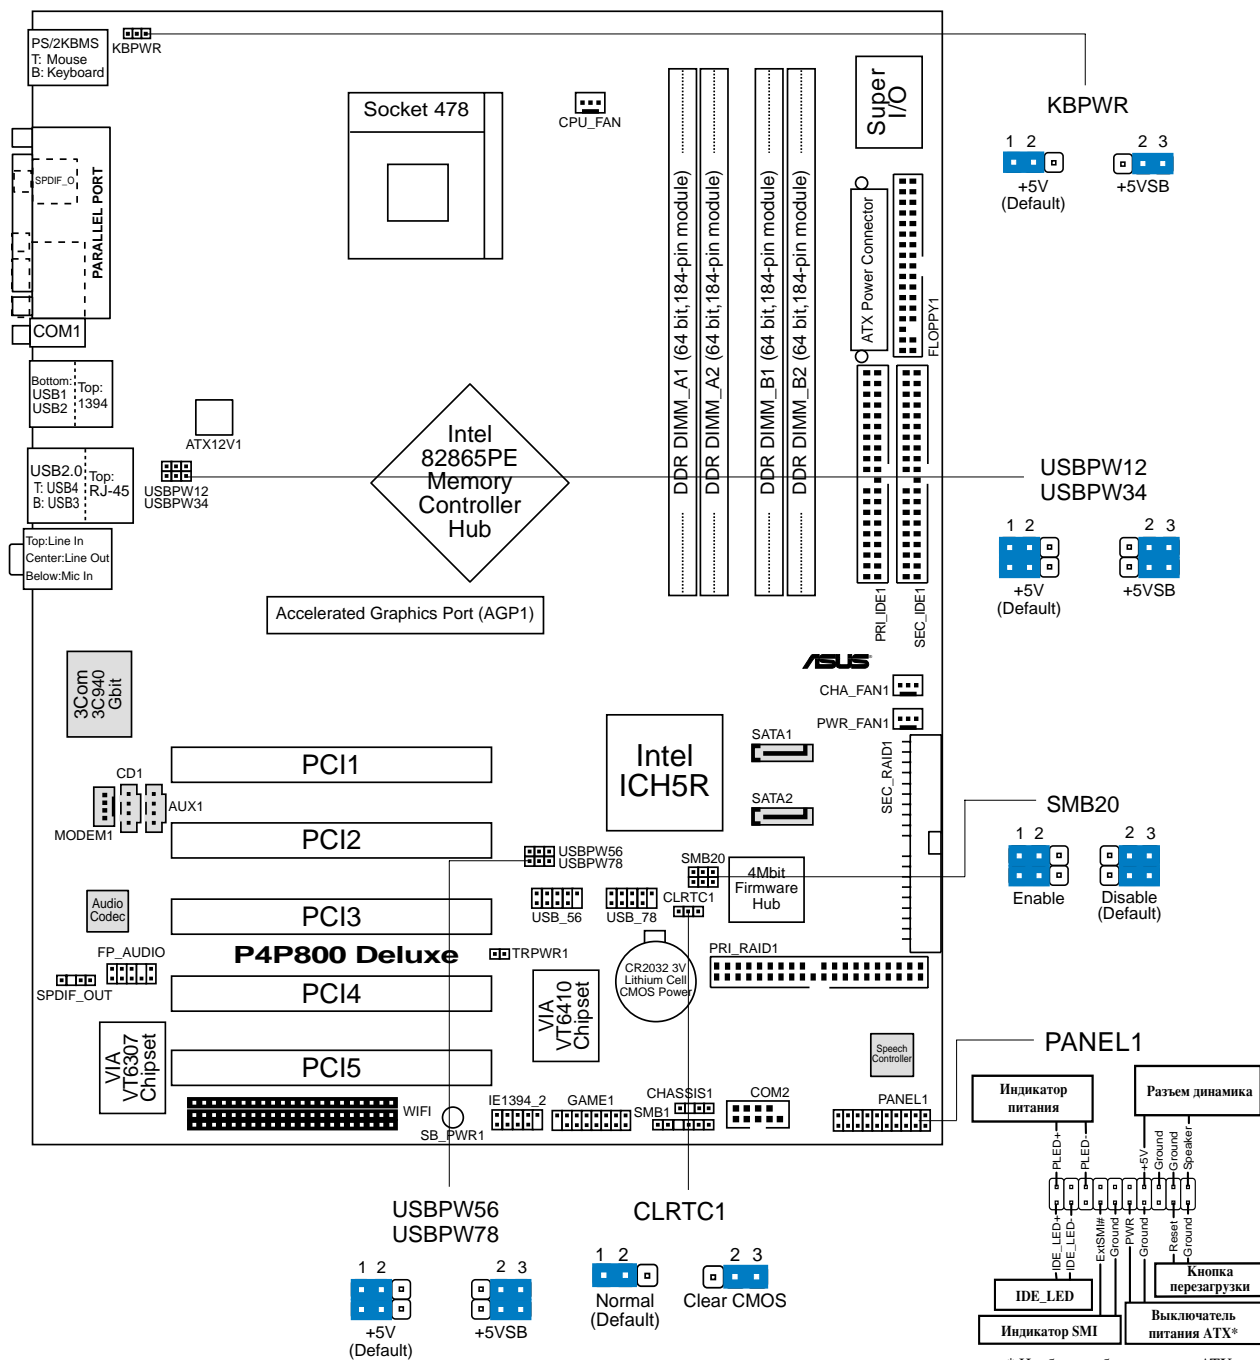 PS/2KBMS
T: Mouse
B: Keyboard
KBPWR
Socket 478
CPU_FAN
Super
I/O
KBPWR
1 2
2 3
+5V
(Default)
+5VSB
SPDIF_O
PARALLEL PORT
COM1
DDR DIMM_A1 (64 bit,184-pin module)
DDR DIMM_A2 (64 bit,184-pin module)
DDR DIMM_B1 (64 bit,184-pin module)
DDR DIMM_B2 (64 bit,184-pin module)
ATX Power Connector
FLOPPY1
Bottom:
USB1
USB2
Top:
1394
ATX12V1
Intel
82865PE
Memory
Controller
Hub
USB2.0
T: USB4
B: USB3
Top:
RJ-45
USBPW12
USBPW34
USBPW12
USBPW34
1 2
2 3
+5V
(Default)
+5VSB
Top:Line In
Center:Line Out
Below:Mic In
Accelerated Graphics Port (AGP1)
PRI_IDE1
SEC_IDE1
ASUS
3Com
3C940
Gbit
CHA_FAN1
PWR_FAN1
Intel
ICH5R
SATA1
SATA2
SEC_RAID1
PCI1
CD1
AUX1
MODEM1
PCI2
USBPW56
USBPW78
SMB20
4Mbit
Firmware
Hub
SMB20
1 2
2 3
Enable
Disable
(Default)
Audio
Codec
PCI3
USB_56
USB_78
CLRTC1
P4P800 Deluxe
FP_AUDIO
SPDIF_OUT
TRPWR1
PRI_RAID1
CR2032 3V
Lithium Cell
CMOS Power
PCI4
VIA
VT6410
Chipset
VIA
VT6307
Chipset
PCI5
Speech
Controller
PANEL1
WIFI
SB_PWR1
IE1394_2
GAME1
CHASSIS1
SMB1
COM2
PANEL1
Индикатор
питания
Разъем динамика
PLED+
PLED-
+5V
Ground
Ground
Speaker
IDE_LED+
IDE_LED-
ExtSMI#
Ground
PWR
Ground
Reset
Ground
IDE_LED
Кнопка
перезагрузки
Индикатор SMI
Выключатель
питания ATX*
USBPW56
USBPW78
1 2
2 3
+5V
(Default)
+5VSB
CLRTC1
1 2
2 3
Normal
(Default)
Clear CMOS